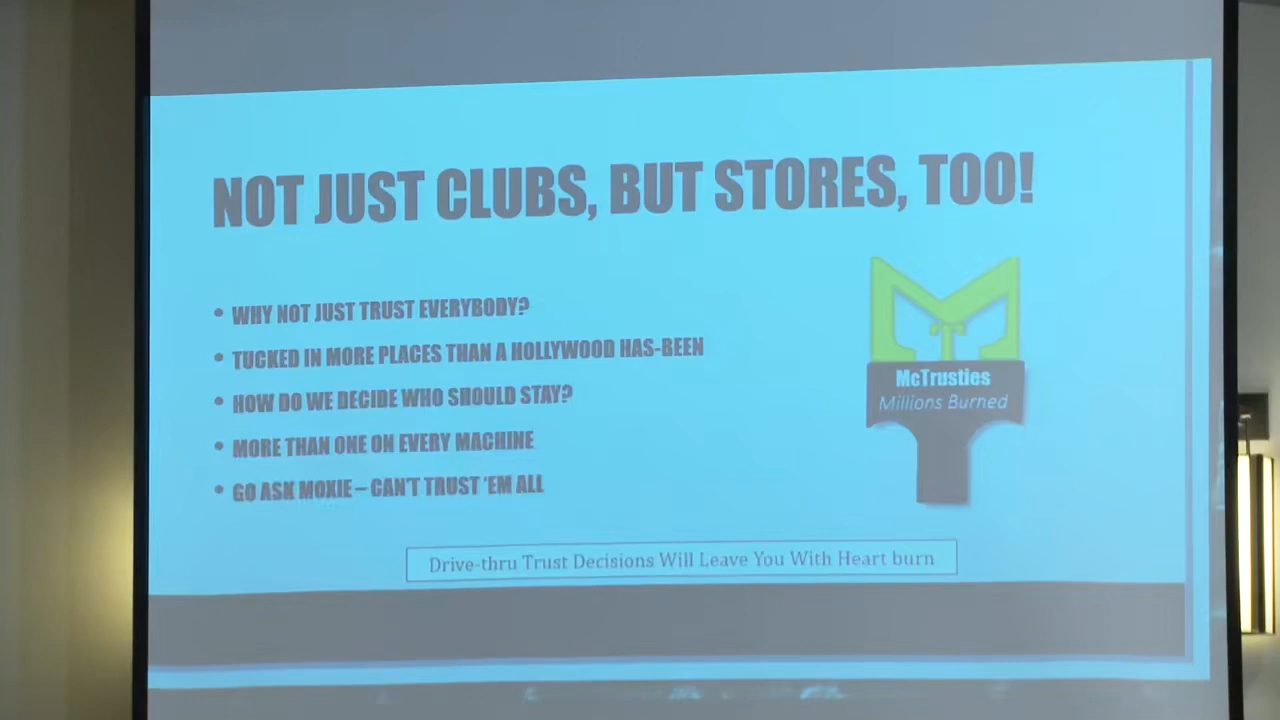 NOT JUST CLUBS, BUT STORES, TOO!
• WHY NOT JUST TRUST EVERYBODY?
• TUCKED IN MORE PLACES THAN A HOLLYWOOD HAS-BEEN
• HOW DO WE DECIDE WHO SHOULD STAY?
• MORE THAN ONE ON EVERY MACHINE
• GO ASK MOXIE – CAN'T TRUST 'EM ALL
McTrusties
Millions Burned
Drive-thru Trust Decisions Will Leave You With Heart burn